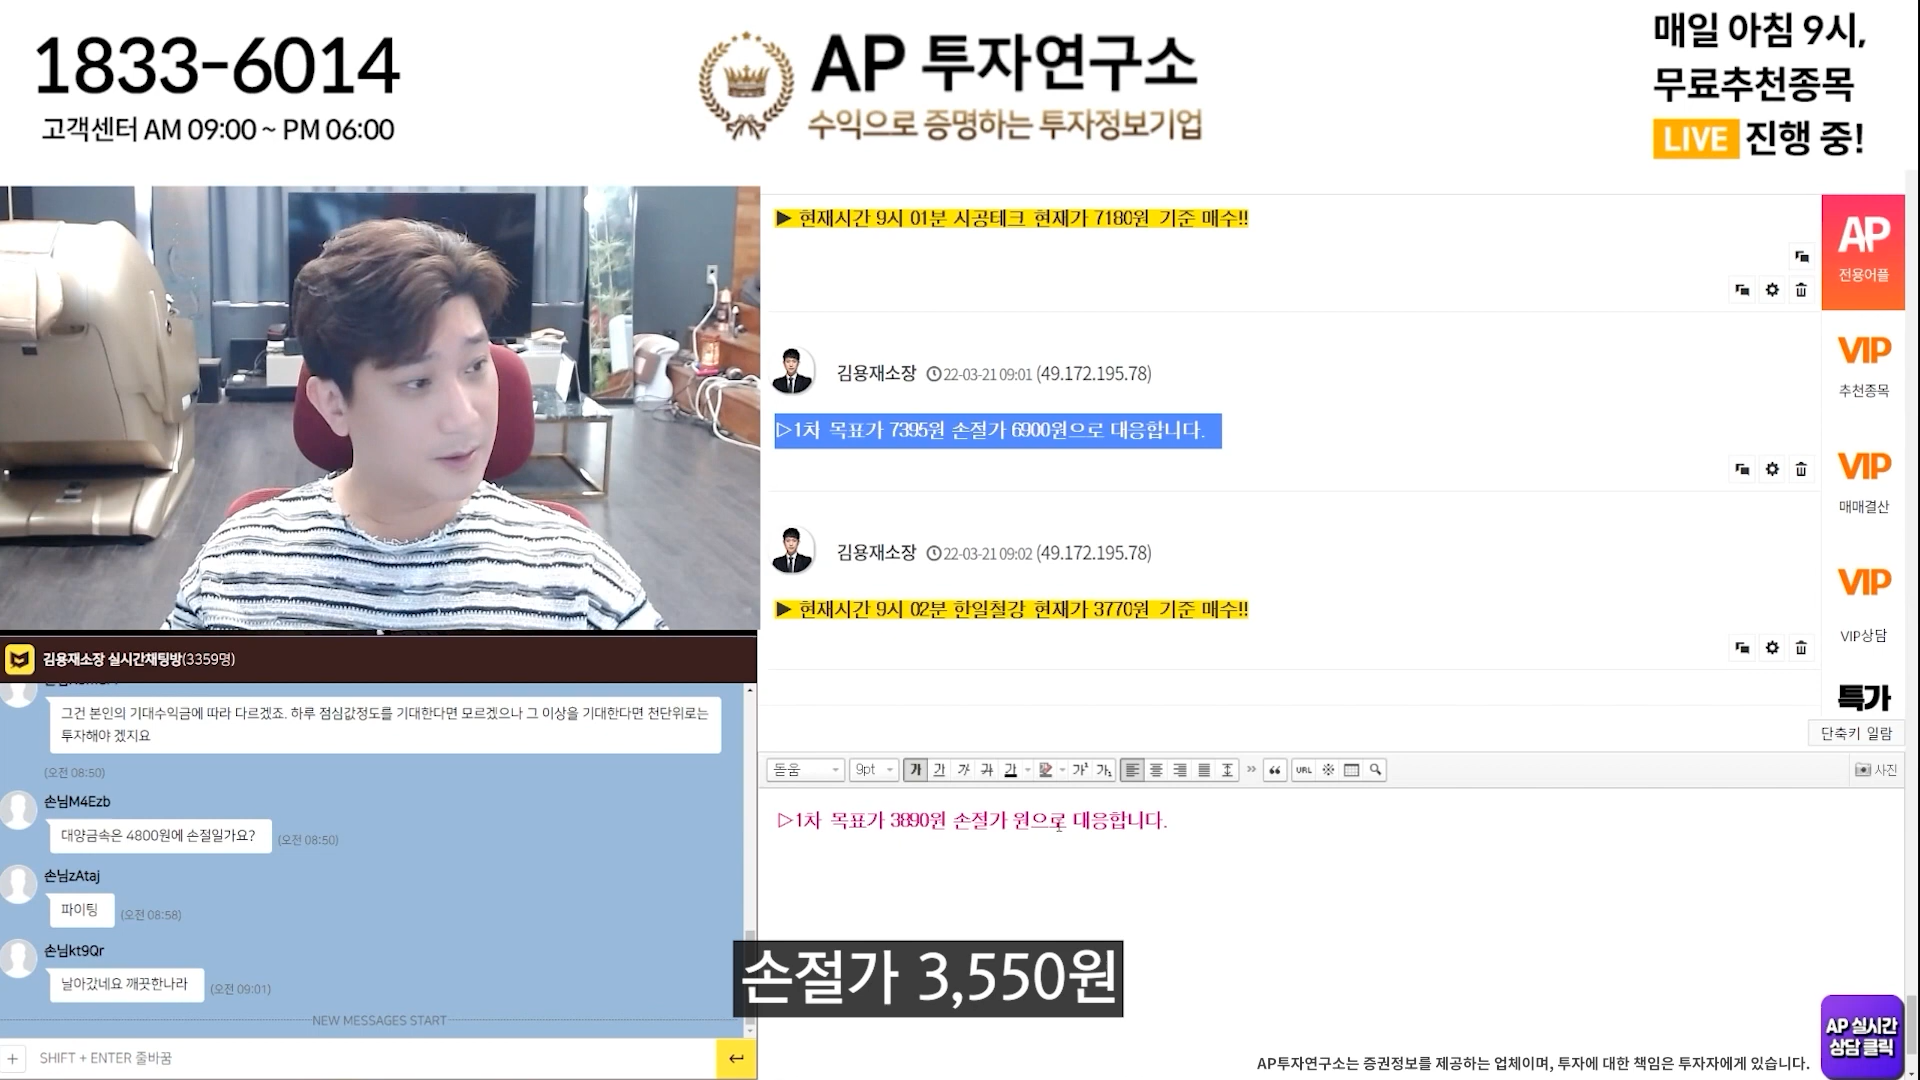 1833-6014
고객센터 AM 09:00 ~ PM 06:00
AP 투자연구소
수익으로 증명하는 투자정보기업
매일 아침 9시,
무료추천종목
LIVE 진행 중!
▶ 현재시간 9시 01분 시공테크 현재가 7180원 기준 매수!!
김용재소장 22-03-21 09:01 (49.172.195.78)
▷1차 목표가 7395원 손절가 6900원으로 대응합니다.
김용재소장 22-03-21 09:02 (49.172.195.78)
▶ 현재시간 9시 02분 한일철강 현재가 3770원 기준 매수!!
AP
전용어플
VIP
추천종목
VIP
매매결산
VIP
VIP상담
특가
단축키 일람
김용재소장 실시간채팅방(3359명)
그건 본인의 기대수익금에 따라 다르겠죠. 하루 점심값정도를 기대한다면 모르겠으나 그 이상을 기대한다면 천단위로는
투자해야 겠지요
(오전 08:50)
손님M4Ezb
대양금속은 4800원에 손절일가요? (오전 08:50)
손님zAtaj
파이팅 (오전 08:58)
손님kt9Qr
날아갔네요 깨끗한나라 (오전 09:01)
NEW MESSAGES START
+ SHIFT + ENTER 줄바꿈
돋움 9pt 가 가 가 가 가 가¹ 가₁ URL 사진
▷1차 목표가 3890원 손절가 원으로 대응합니다.
손절가 3,550원
AP 실시간
상담 클릭
AP투자연구소는 증권정보를 제공하는 업체이며, 투자에 대한 책임은 투자자에게 있습니다.